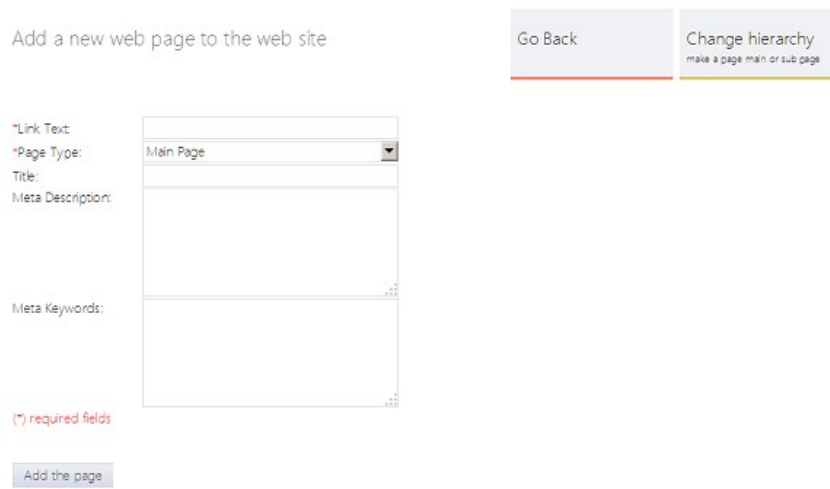 Add a new web page to the web site
Go Back
Change hierarchy
make a page main or sub page
*Link Text:
*Page Type:
Main Page
Title:
Meta Description:
Meta Keywords:
(*) required fields
Add the page